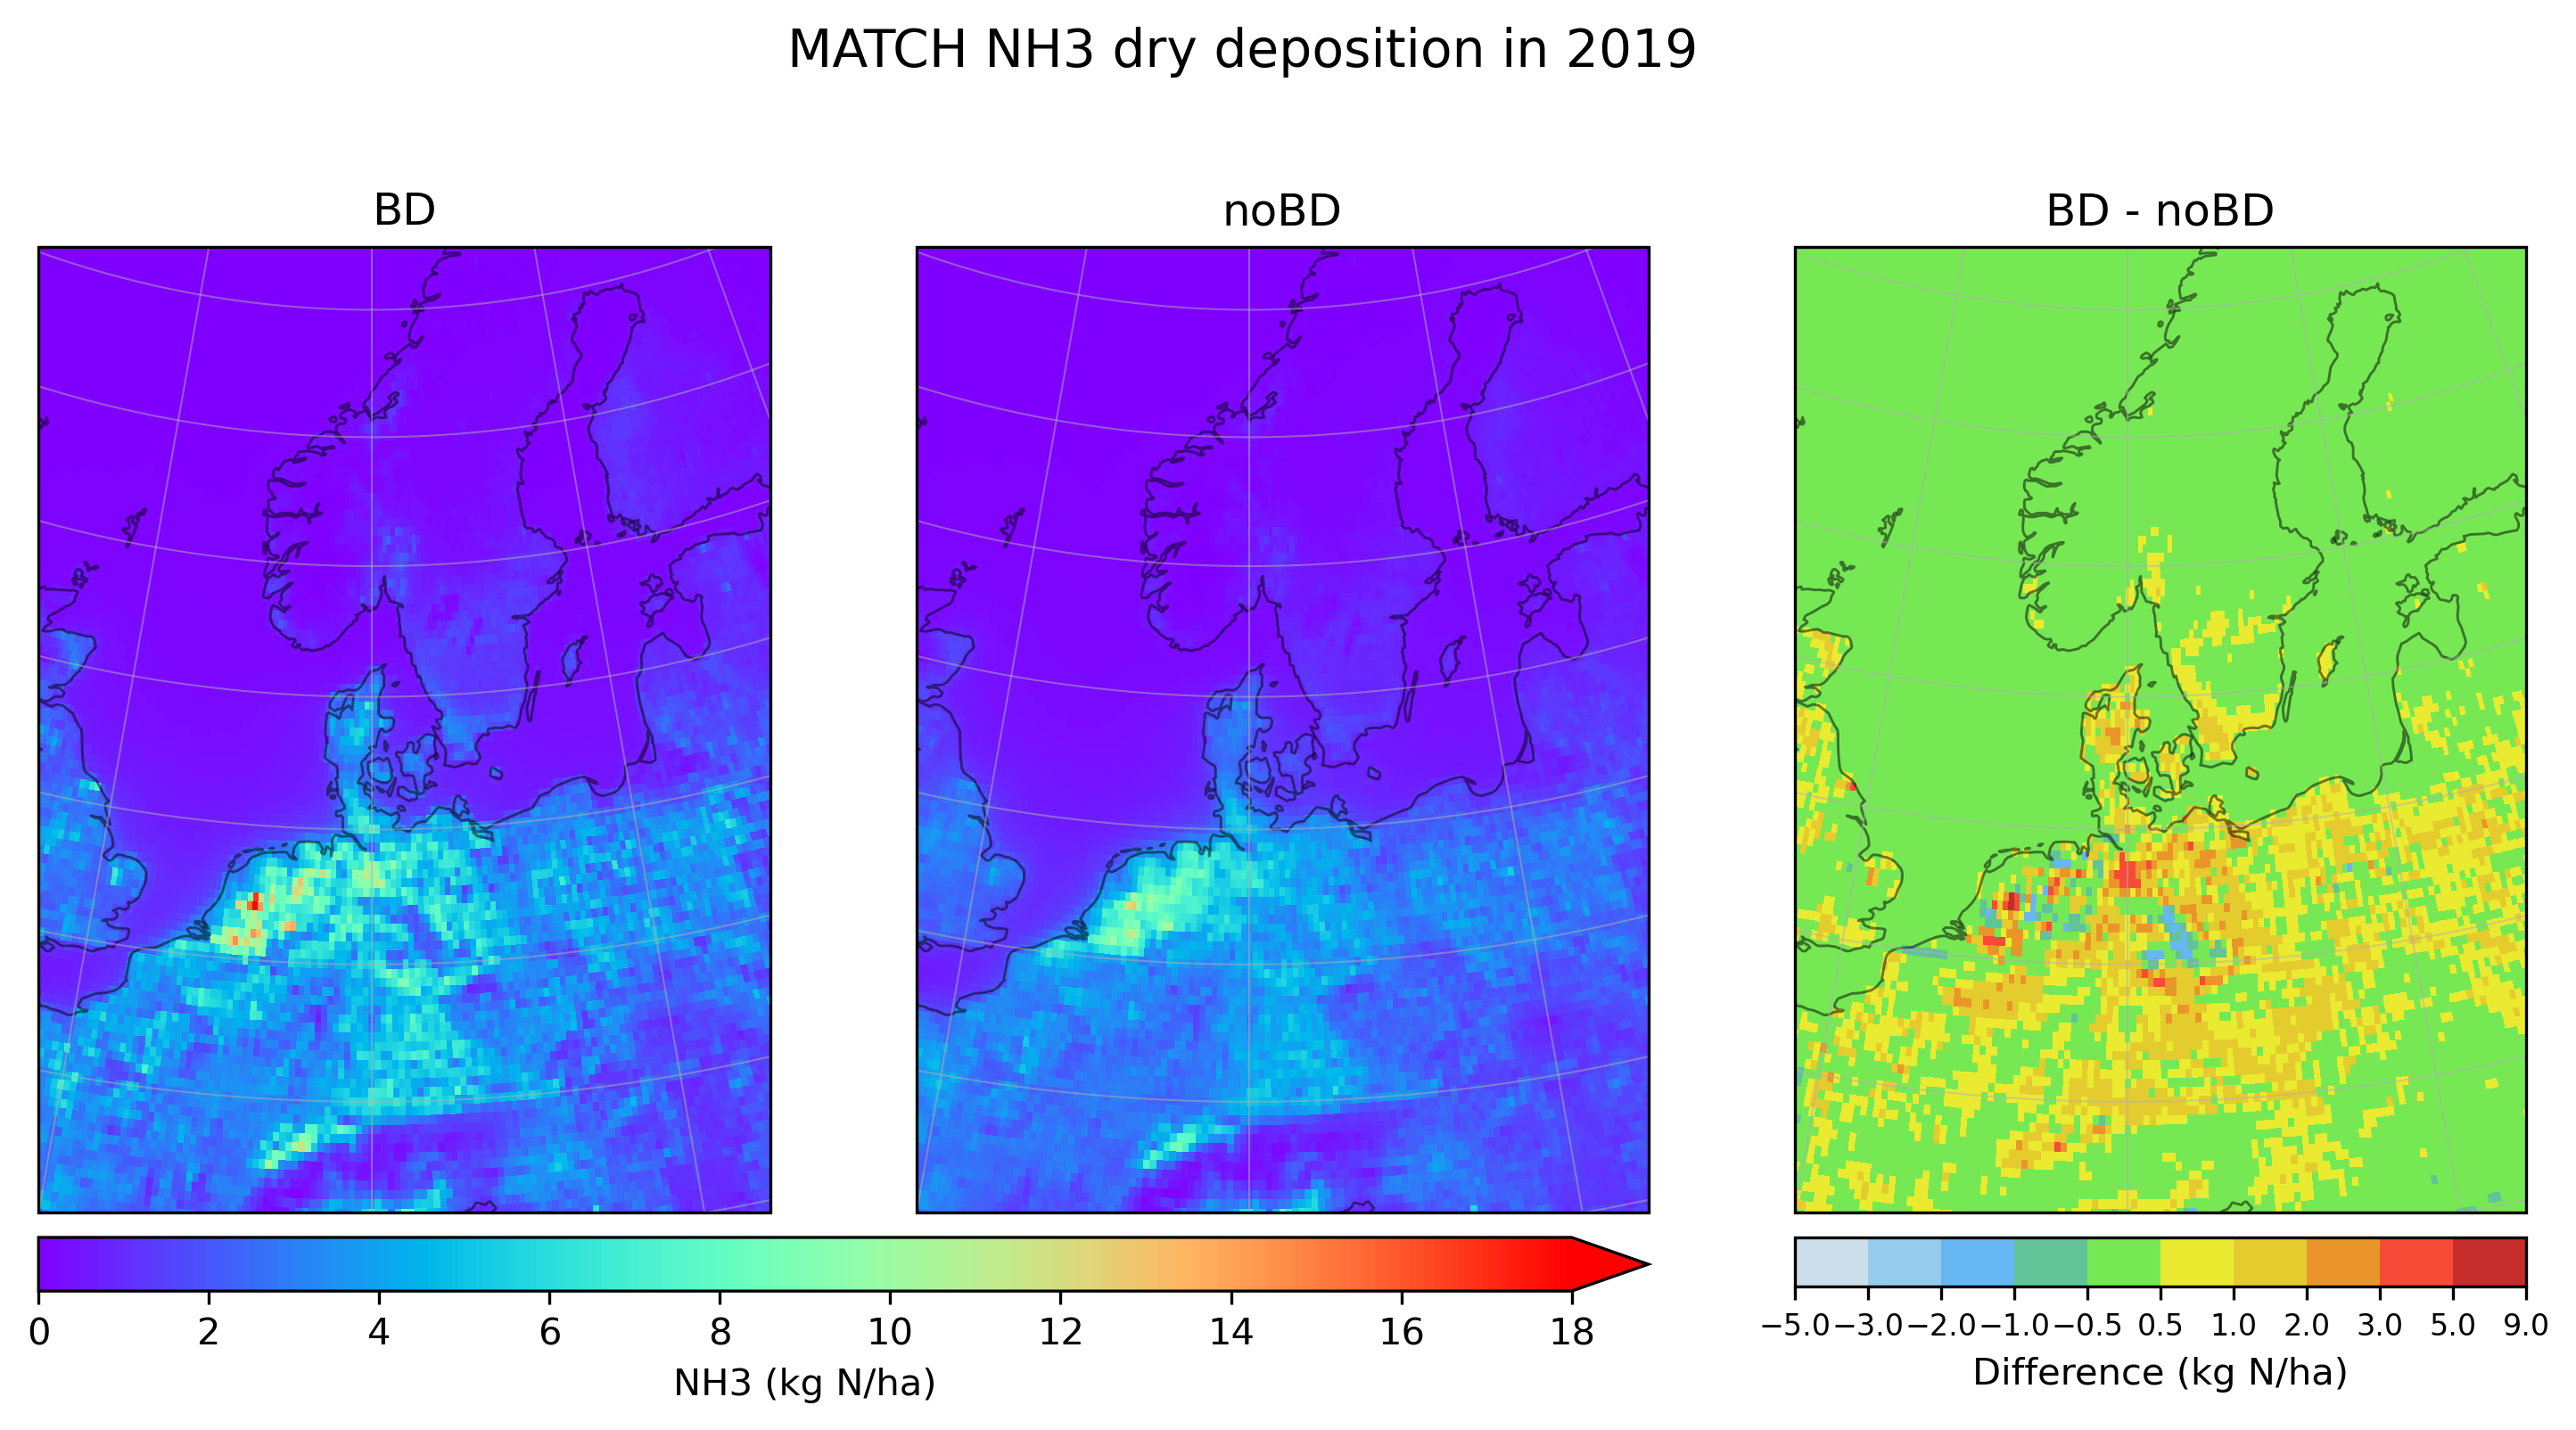 MATCH NH3 dry deposition in 2019
BD
noBD
BD - noBD
0 2 4 6 8 10 12 14 16 18
NH3 (kg N/ha)
−5.0 −3.0 −2.0 −1.0 −0.5 0.5 1.0 2.0 3.0 5.0 9.0
Difference (kg N/ha)